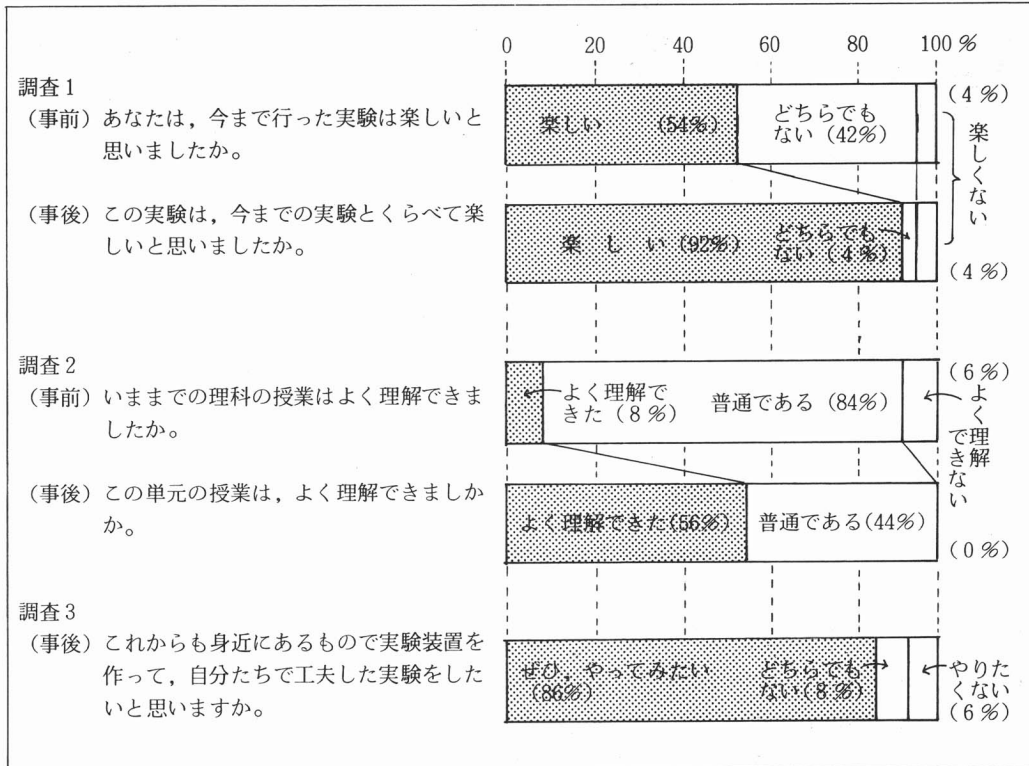 0 20 40 60 80 100 %
調査1
(事前) あなたは，今まで行った実験は楽しいと
思いましたか。
楽しい (54%)
どちらでも
ない (42%)
(4%)
楽しくない
(事後) この実験は，今までの実験とくらべて楽
しいと思いましたか。
楽しい (92%)
どちらでも
ない (4%)
(4%)
調査2
(事前) いままでの理科の授業はよく理解できま
したか。
よく理解で
きた (8%)
普通である (84%)
(6%)
よく理解
できない
(事後) この単元の授業は，よく理解できましか
か。
よく理解できた(56%)
普通である(44%)
(0%)
調査3
(事後) これからも身近にあるもので実験装置を
作って，自分たちで工夫した実験をした
いと思いますか。
ぜひ，やってみたい
(86%)
どちらでも
ない(8%)
やりた
くない
(6%)